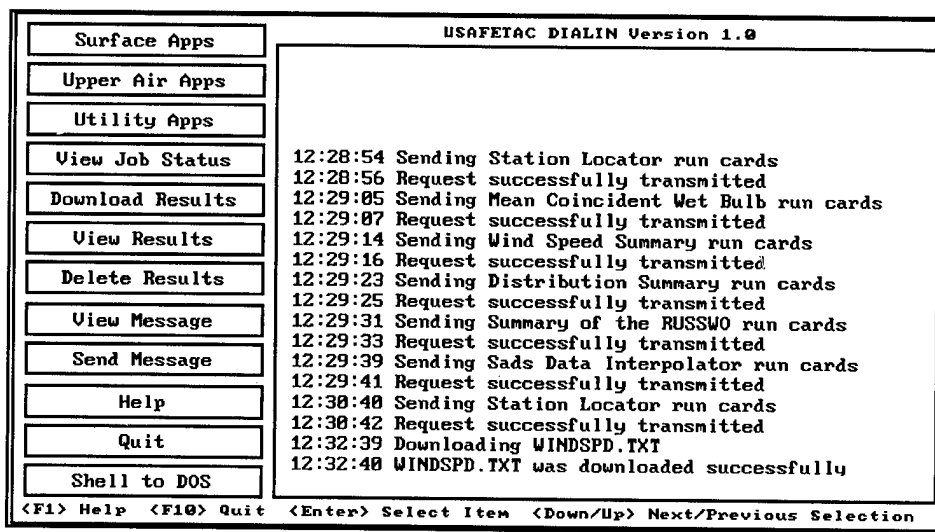 USAFETAC DIALIN Version 1.0
Surface Apps
Upper Air Apps
Utility Apps
View Job Status
Download Results
View Results
Delete Results
View Message
Send Message
Help
Quit
Shell to DOS
12:28:54 Sending Station Locator run cards
12:28:56 Request successfully transmitted
12:29:05 Sending Mean Coincident Wet Bulb run cards
12:29:07 Request successfully transmitted
12:29:14 Sending Wind Speed Summary run cards
12:29:16 Request successfully transmitted
12:29:23 Sending Distribution Summary run cards
12:29:25 Request successfully transmitted
12:29:31 Sending Summary of the RUSSWO run cards
12:29:33 Request successfully transmitted
12:29:39 Sending Sads Data Interpolator run cards
12:29:41 Request successfully transmitted
12:30:40 Sending Station Locator run cards
12:30:42 Request successfully transmitted
12:32:39 Downloading WINDSPD.TXT
12:32:40 WINDSPD.TXT was downloaded successfully
<F1> Help <F10> Quit <Enter> Select Item <Down/Up> Next/Previous Selection